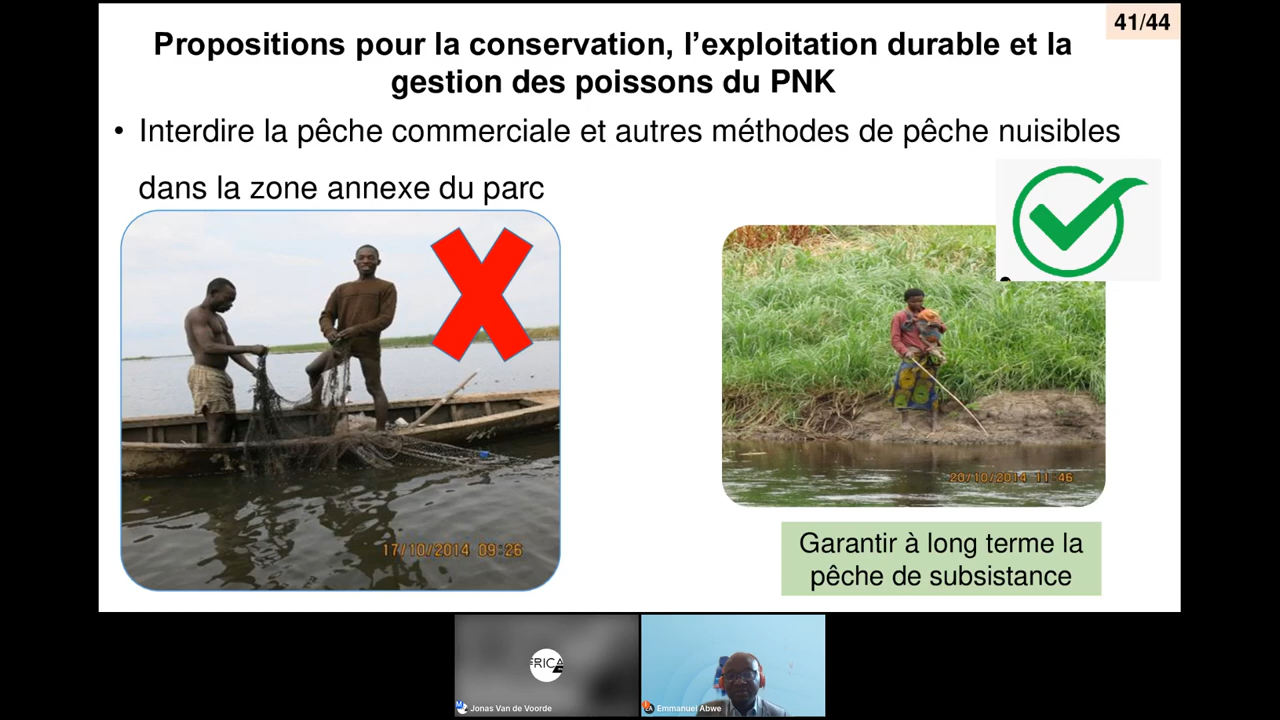 41/44
Propositions pour la conservation, l’exploitation durable et la
gestion des poissons du PNK
• Interdire la pêche commerciale et autres méthodes de pêche nuisibles
dans la zone annexe du parc
17/10/2014 09:26
20/10/2014 11:46
Garantir à long terme la
pêche de subsistance
FRICA
Jonas Van de Voorde
Emmanuel Abwe